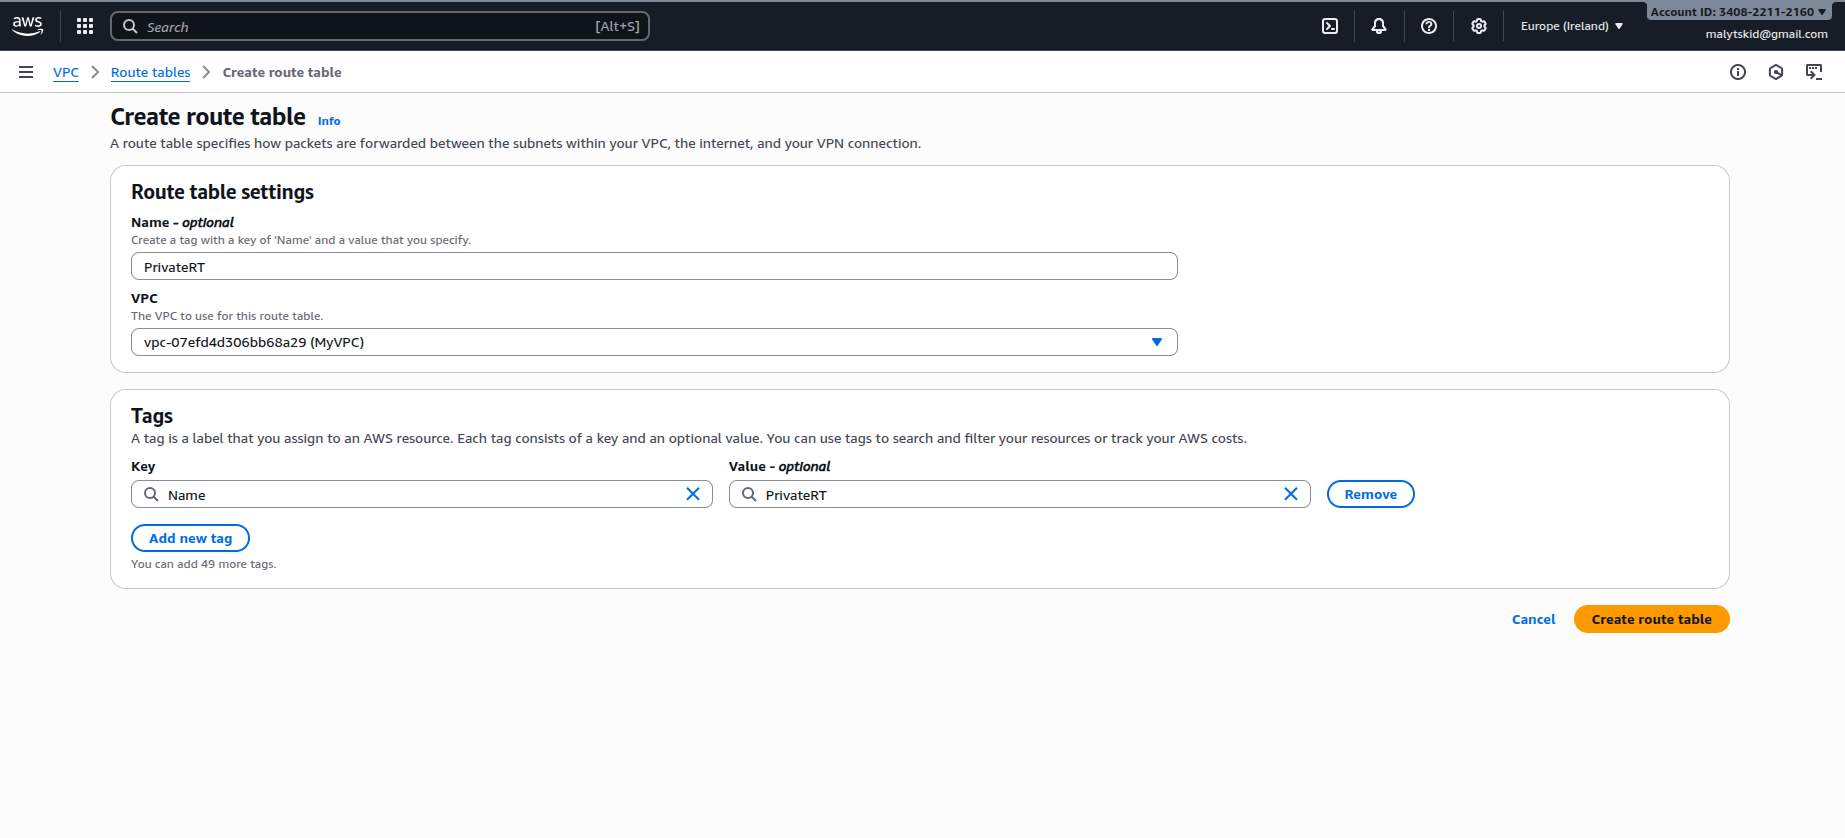 aws
Search [Alt+S]
Europe (Ireland)
Account ID: 3408-2211-2160
malytskid@gmail.com
VPC
Route tables
Create route table
Create route table Info
A route table specifies how packets are forwarded between the subnets within your VPC, the internet, and your VPN connection.
Route table settings
Name – optional
Create a tag with a key of 'Name' and a value that you specify.
PrivateRT
VPC
The VPC to use for this route table.
vpc-07efd4d306bb68a29 (MyVPC)
Tags
A tag is a label that you assign to an AWS resource. Each tag consists of a key and an optional value. You can use tags to search and filter your resources or track your AWS costs.
Key
Value – optional
Name
PrivateRT
Remove
Add new tag
You can add 49 more tags.
Cancel
Create route table